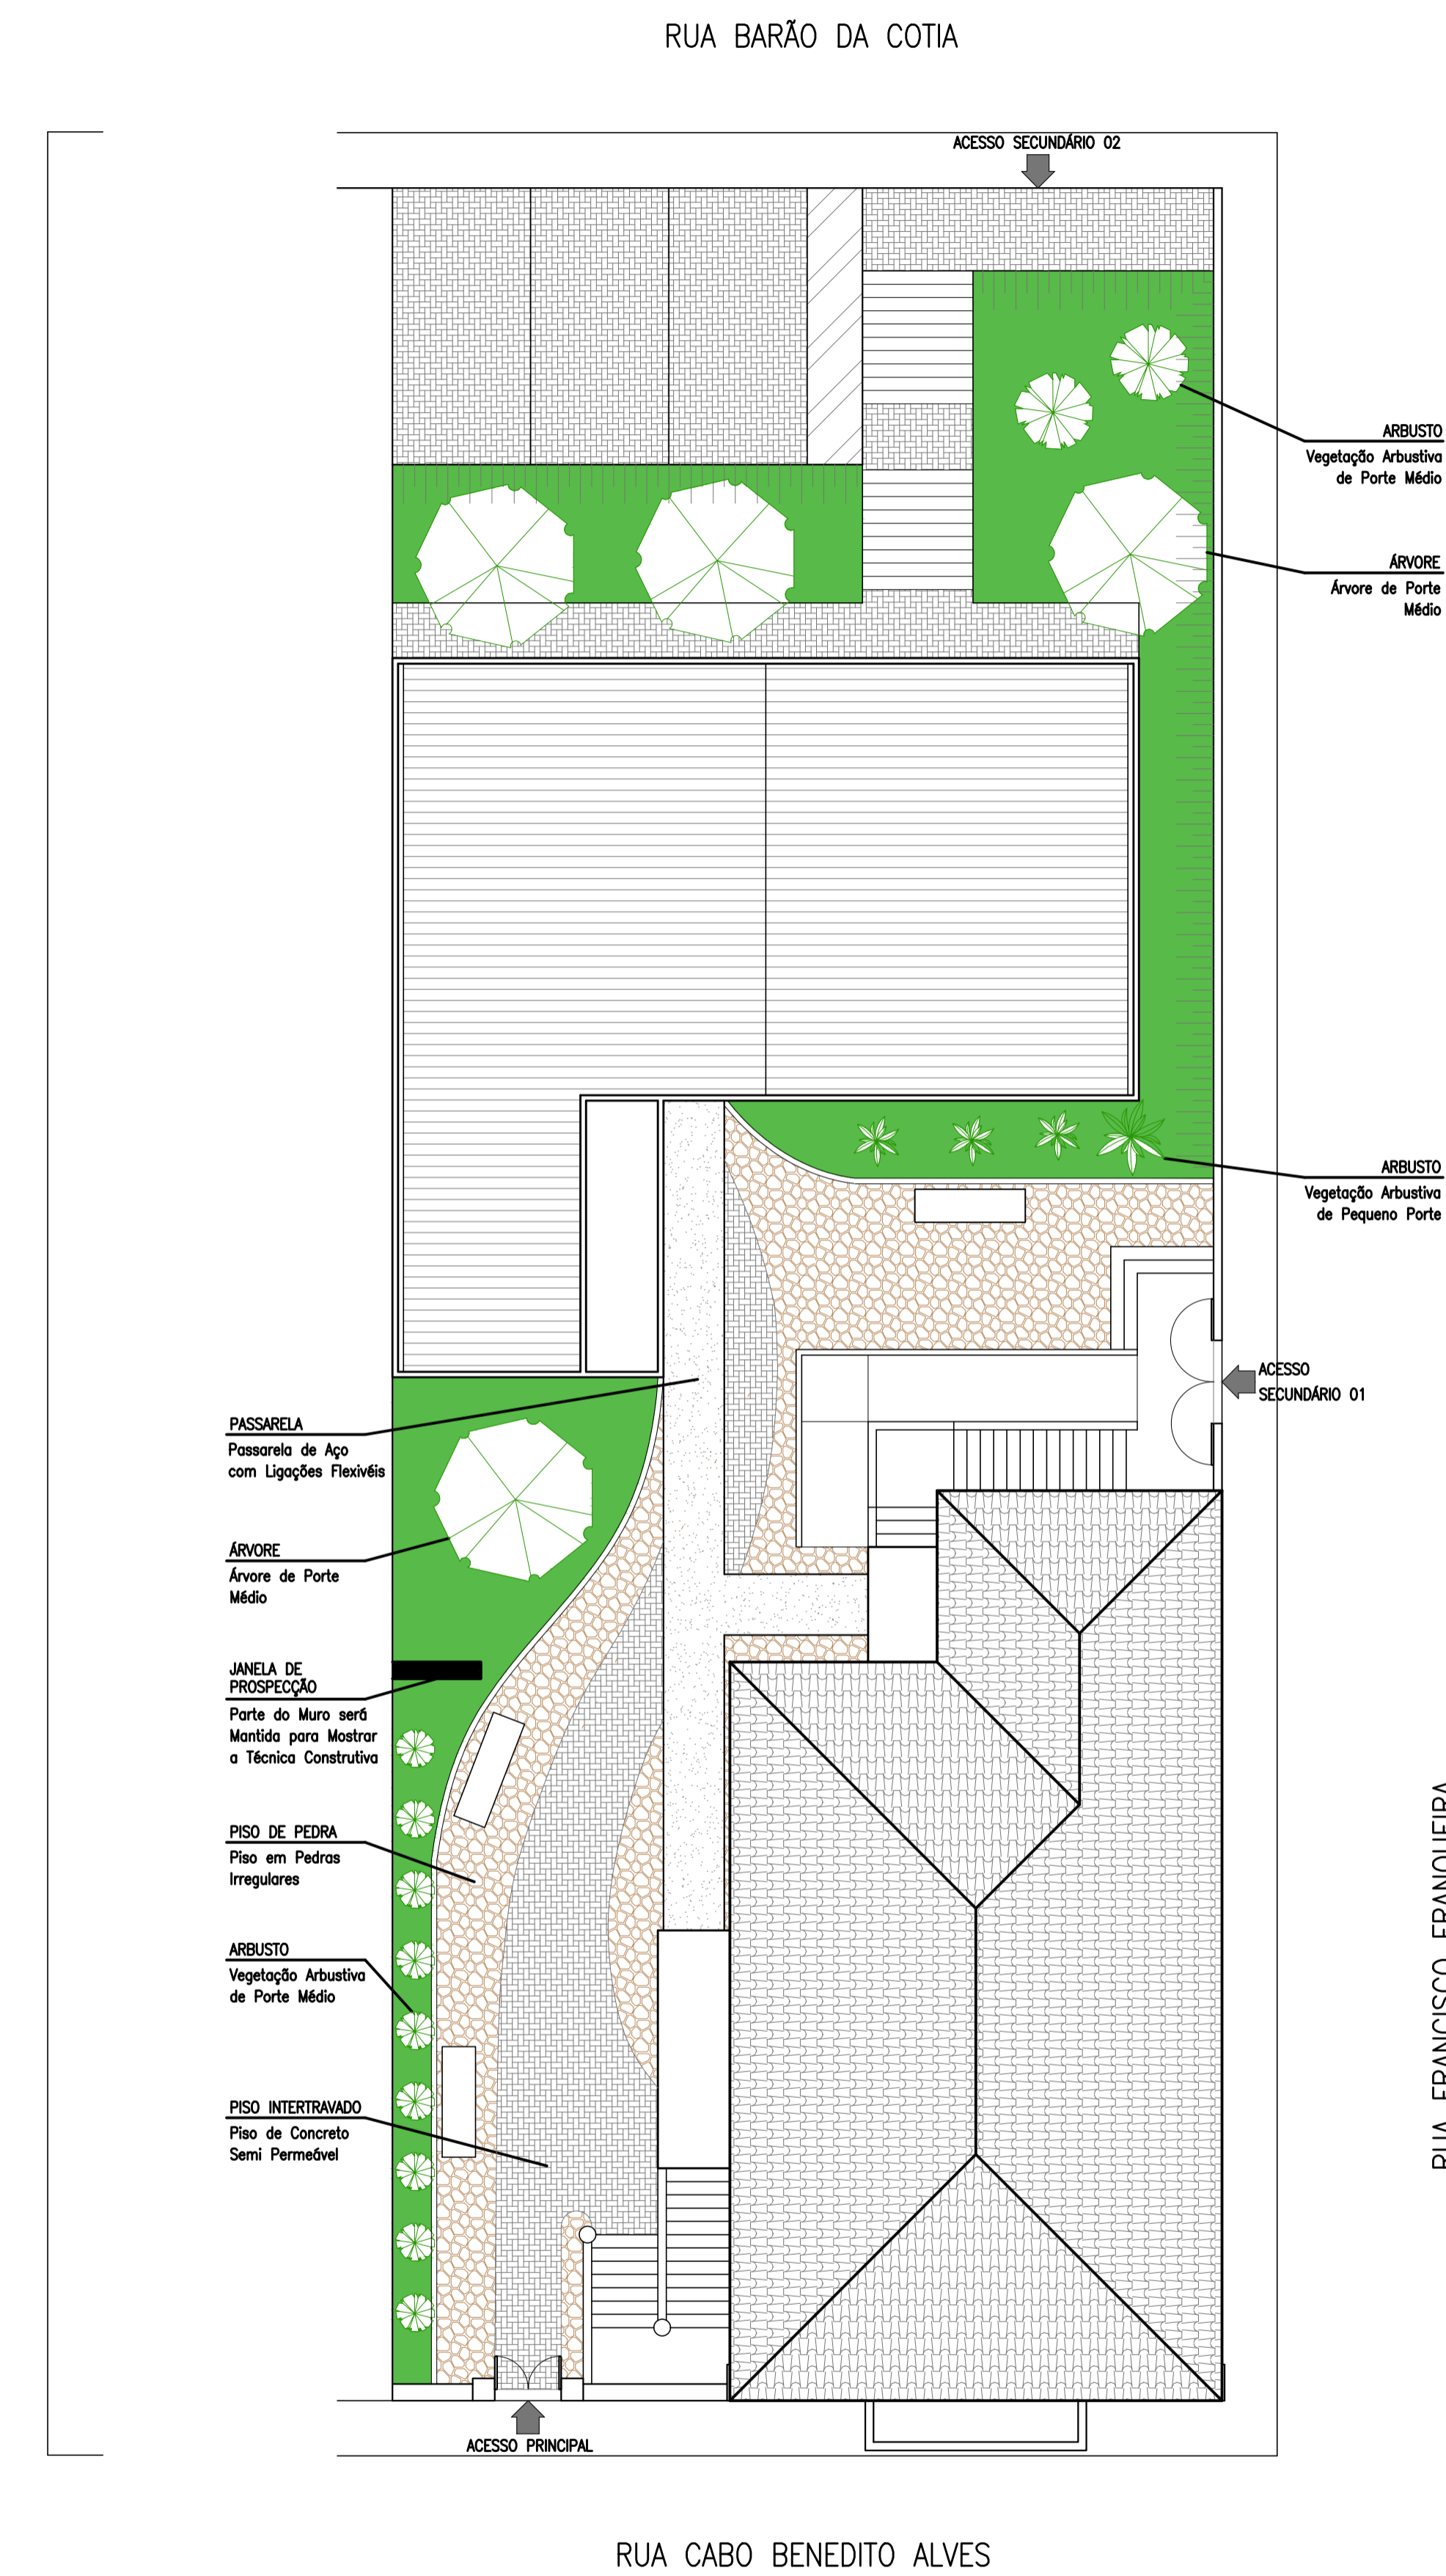 RUA BARÃO DA COTIA
ACESSO SECUNDÁRIO 02
ARBUSTO
Vegetação Arbustiva
de Porte Médio
ÁRVORE
Árvore de Porte
Médio
ARBUSTO
Vegetação Arbustiva
de Pequeno Porte
ACESSO
SECUNDÁRIO 01
PASSARELA
Passarela de Aço
com Ligações Flexivéis
ÁRVORE
Árvore de Porte
Médio
JANELA DE
PROSPECÇÃO
Parte do Muro será
Mantida para Mostrar
a Técnica Construtiva
PISO DE PEDRA
Piso em Pedras
Irregulares
ARBUSTO
Vegetação Arbustiva
de Porte Médio
PISO INTERTRAVADO
Piso de Concreto
Semi Permeável
RUA FRANCISCO FRANQUEIRA
ACESSO PRINCIPAL
RUA CABO BENEDITO ALVES